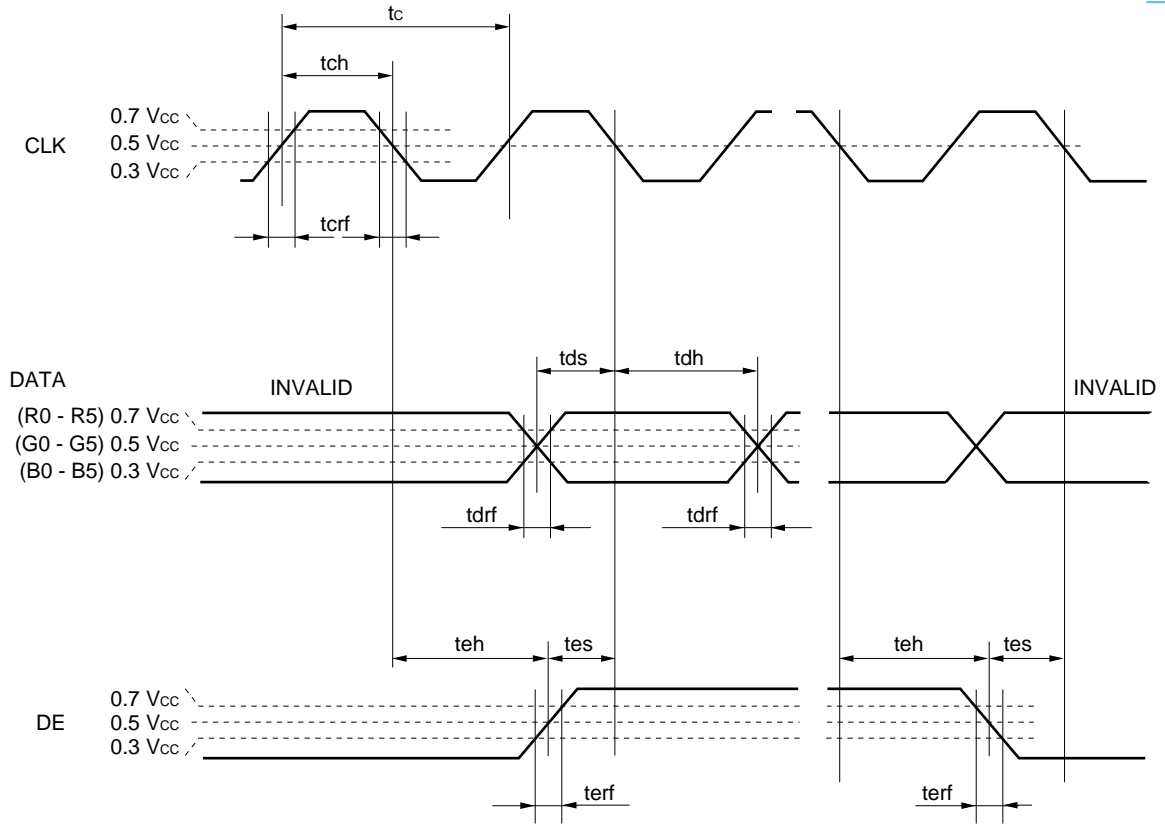 tc
tch
0.7 Vcc
CLK 0.5 Vcc
0.3 Vcc
tcrf
tds tdh
DATA INVALID INVALID
(R0 - R5) 0.7 Vcc
(G0 - G5) 0.5 Vcc
(B0 - B5) 0.3 Vcc
tdrf tdrf
teh tes teh tes
0.7 Vcc
DE 0.5 Vcc
0.3 Vcc
terf terf